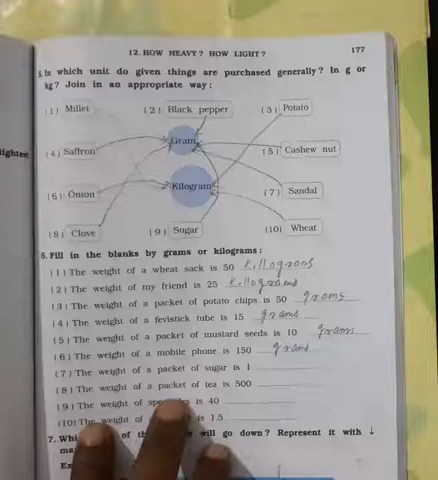 12. HOW HEAVY? HOW LIGHT? 177
5. In which unit do given things are purchased generally? In g or
kg? Join in an appropriate way:
(1) Millet (2) Black pepper (3) Potato
Gram
(4) Saffron (5) Cashew nut
(6) Onion Kilogram (7) Sandal
(8) Clove (9) Sugar (10) Wheat
lightest
6. Fill in the blanks by grams or kilograms:
(1) The weight of a wheat sack is 50 killograns
(2) The weight of my friend is 25 killograms
(3) The weight of a packet of potato chips is 50 grams
(4) The weight of a fevistick tube is 15 grams
(5) The weight of a packet of mustard seeds is 10 gram
(6) The weight of a mobile phone is 150 grams
(7) The weight of a packet of sugar is 1
(8) The weight of a packet of tea is 500
(9) The weight of is 40
(10) The weight of is 1.5
7. of will go down? Represent it with ↓